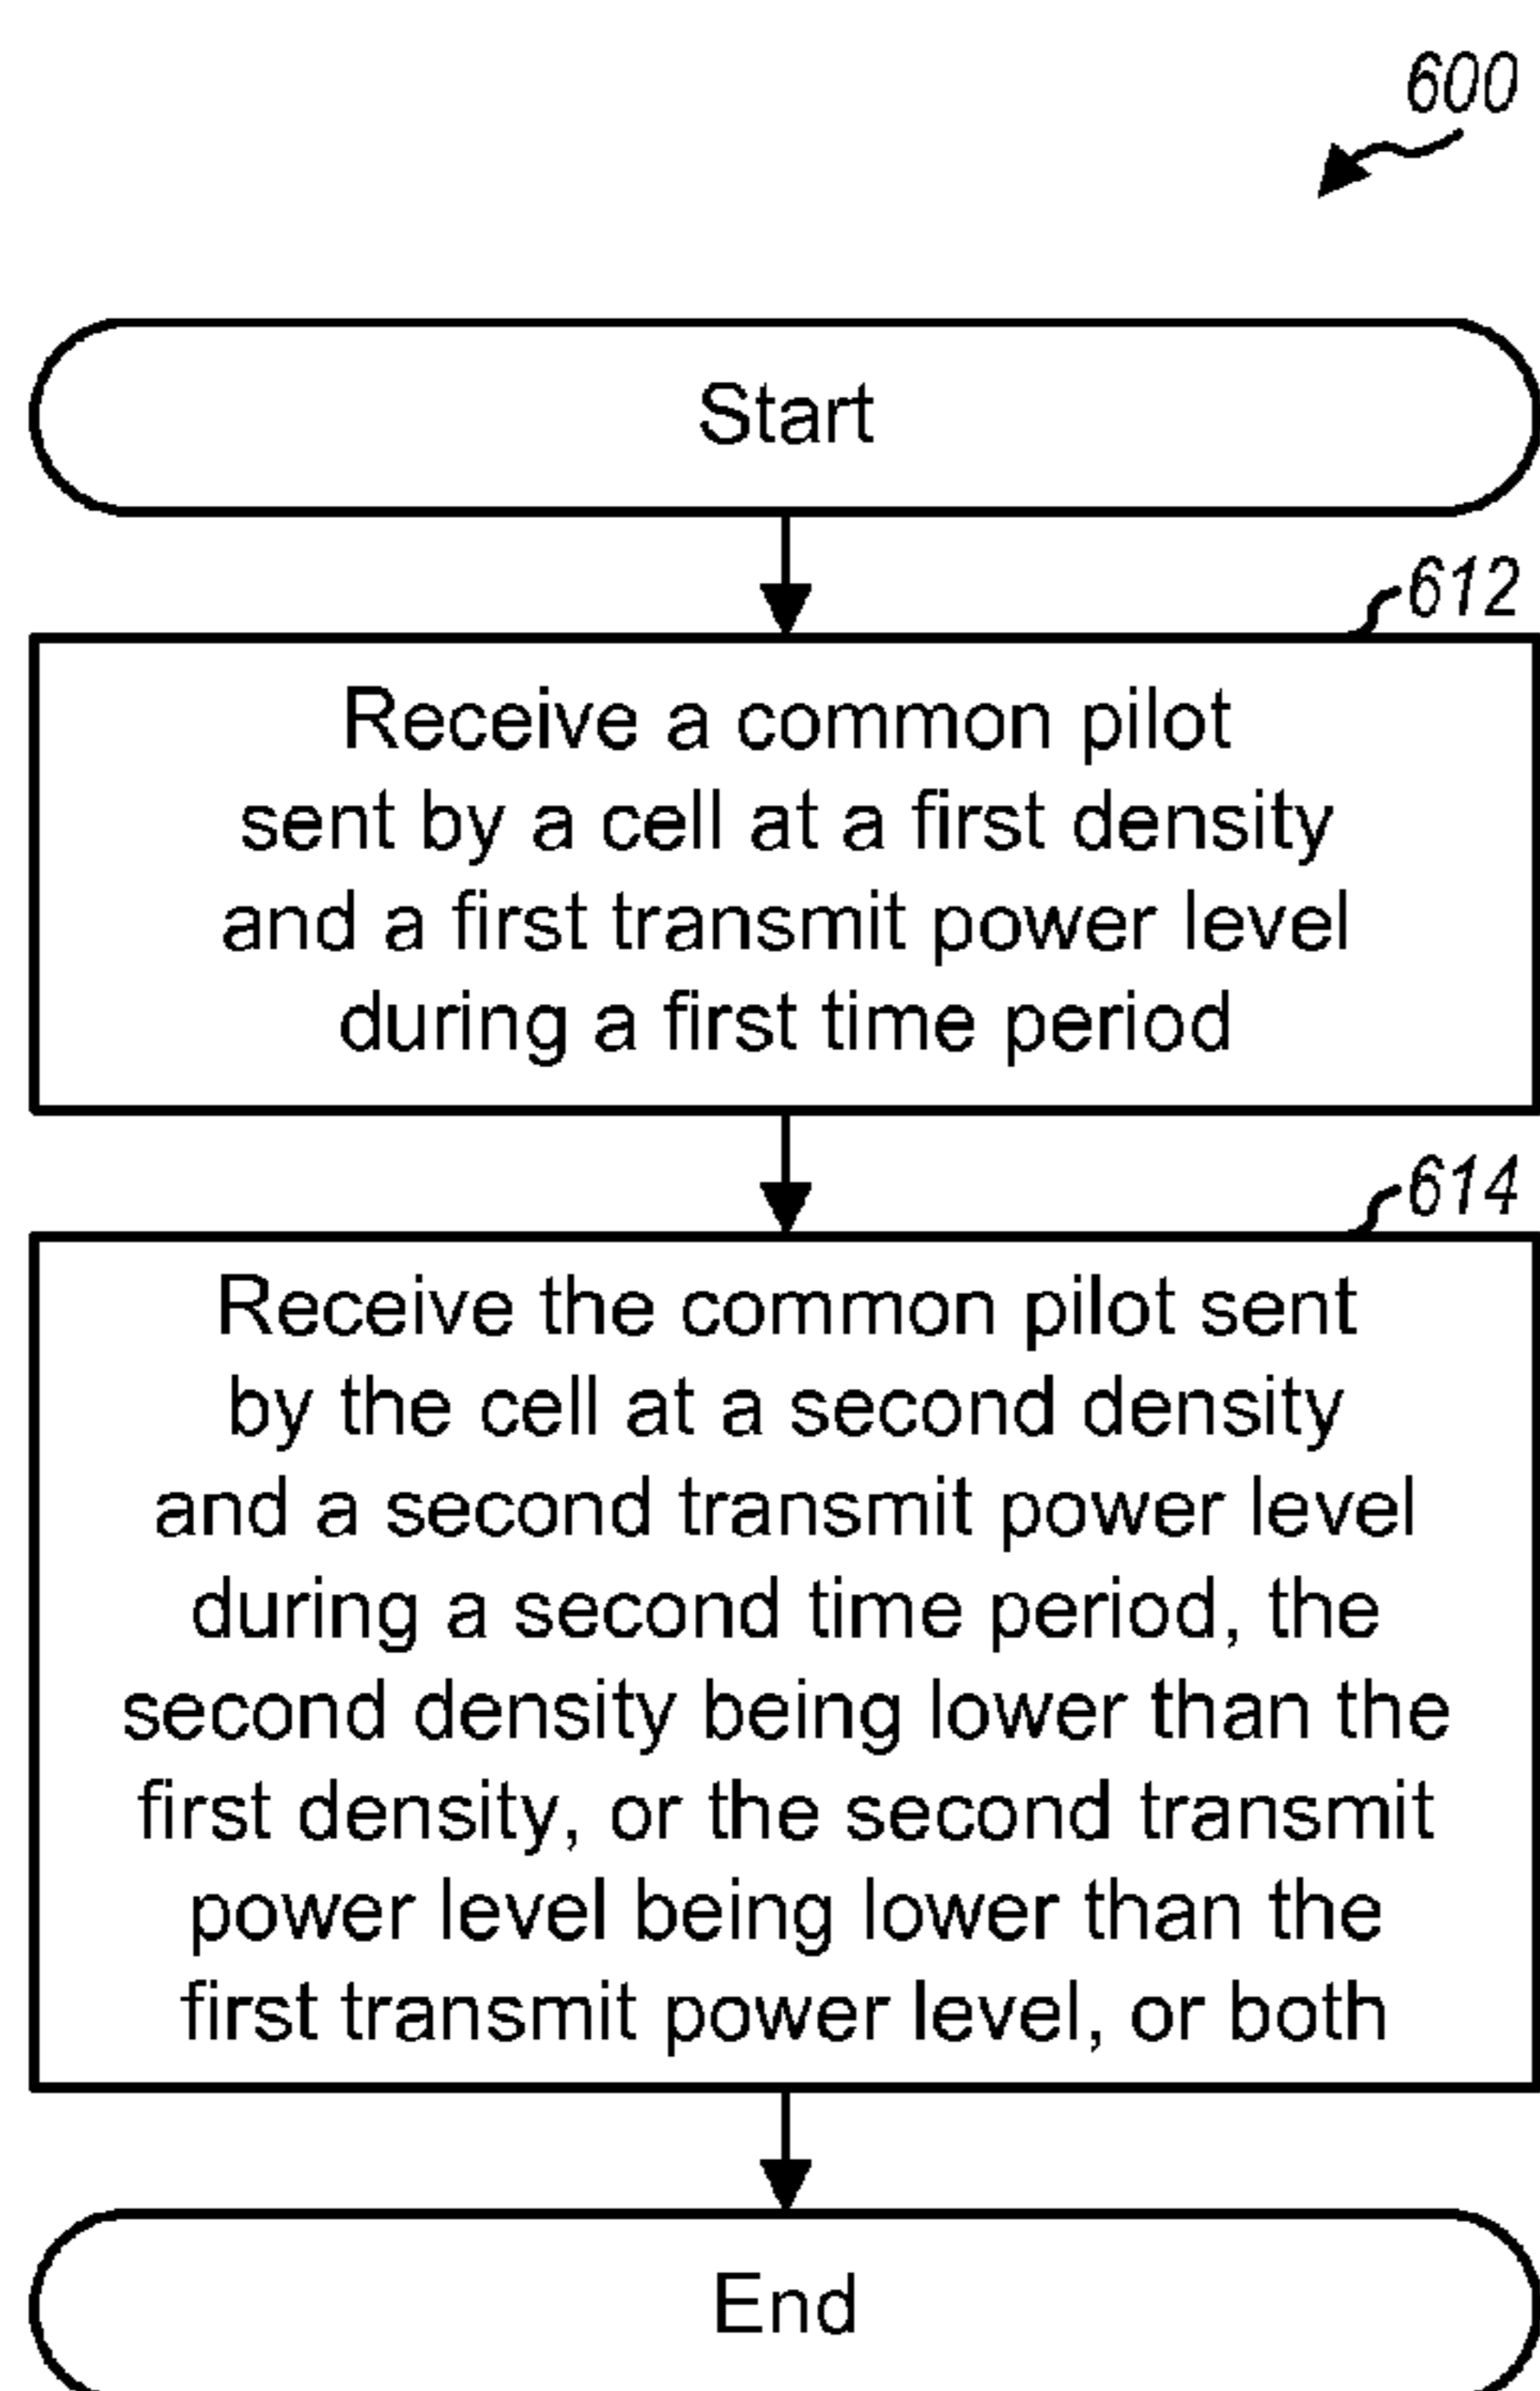 600
Start
612
Receive a common pilot
sent by a cell at a first density
and a first transmit power level
during a first time period
614
Receive the common pilot sent
by the cell at a second density
and a second transmit power level
during a second time period, the
second density being lower than the
first density, or the second transmit
power level being lower than the
first transmit power level, or both
End